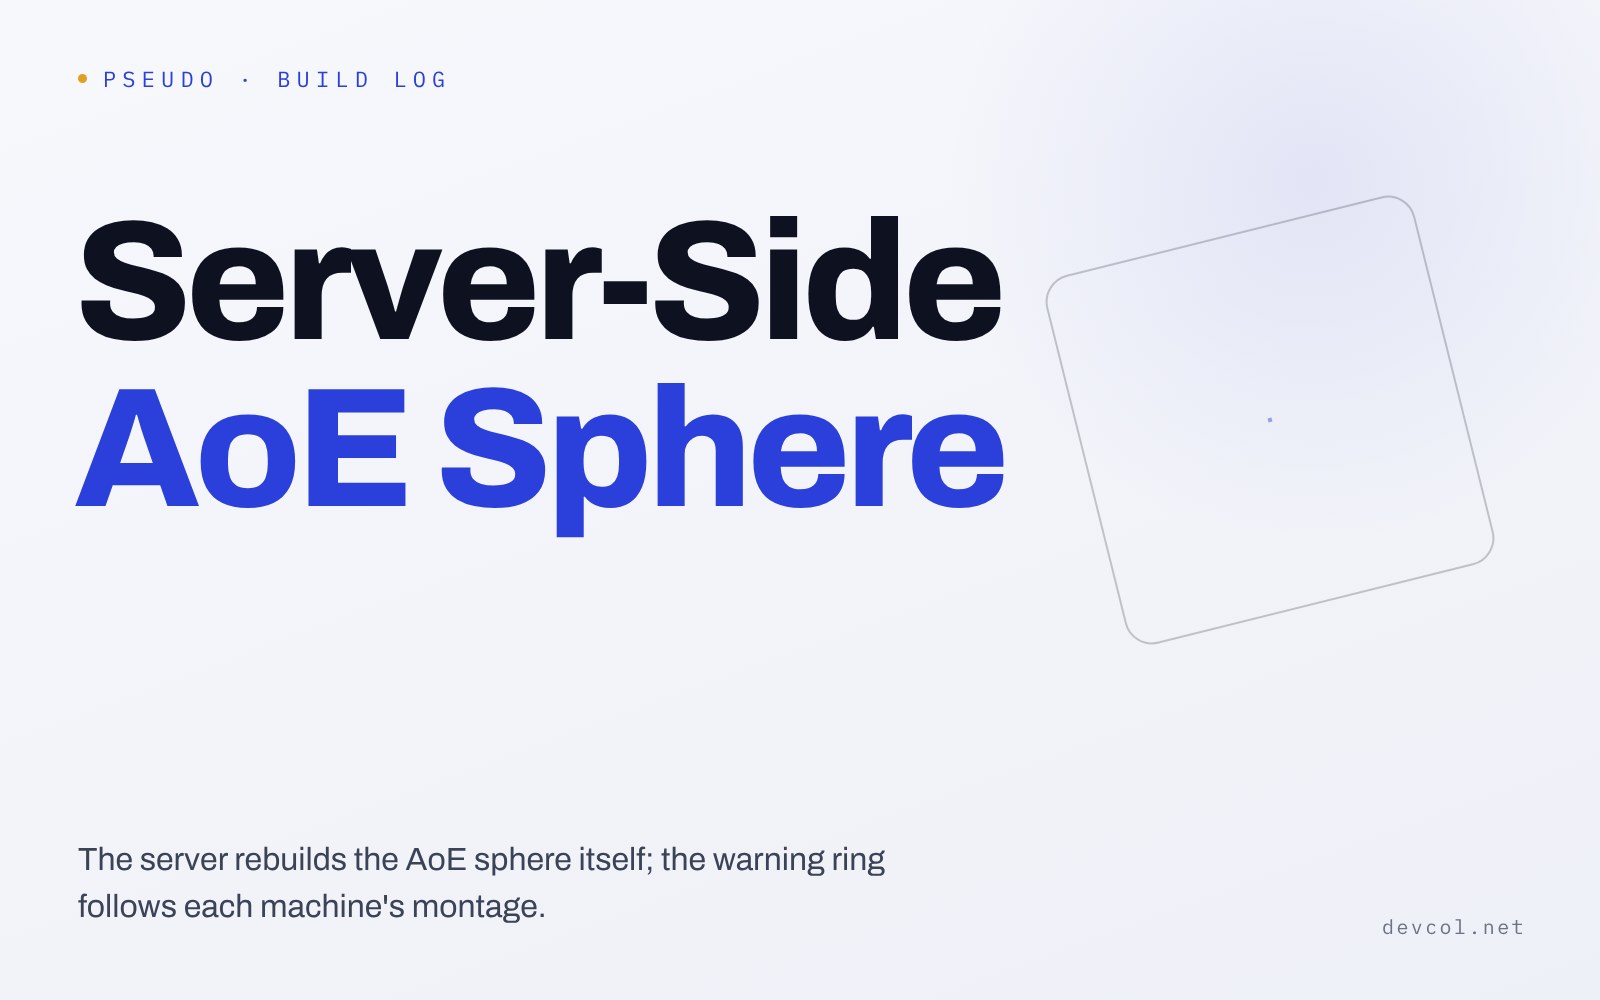 PSEUDO · BUILD LOG
Server-Side
AoE Sphere
The server rebuilds the AoE sphere itself; the warning ring
follows each machine's montage.
devcol.net